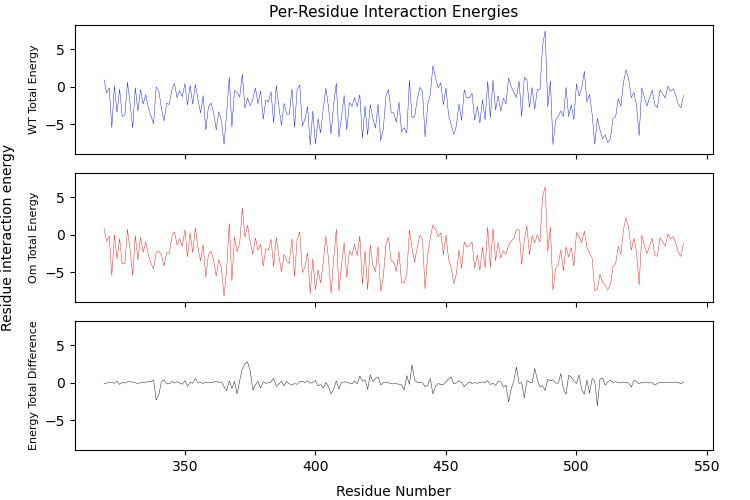 Per-Residue Interaction Energies
Residue interaction energy
WT Total Energy
5
0
−5
Om Total Energy
5
0
−5
Energy Total Difference
5
0
−5
350 400 450 500 550
Residue Number